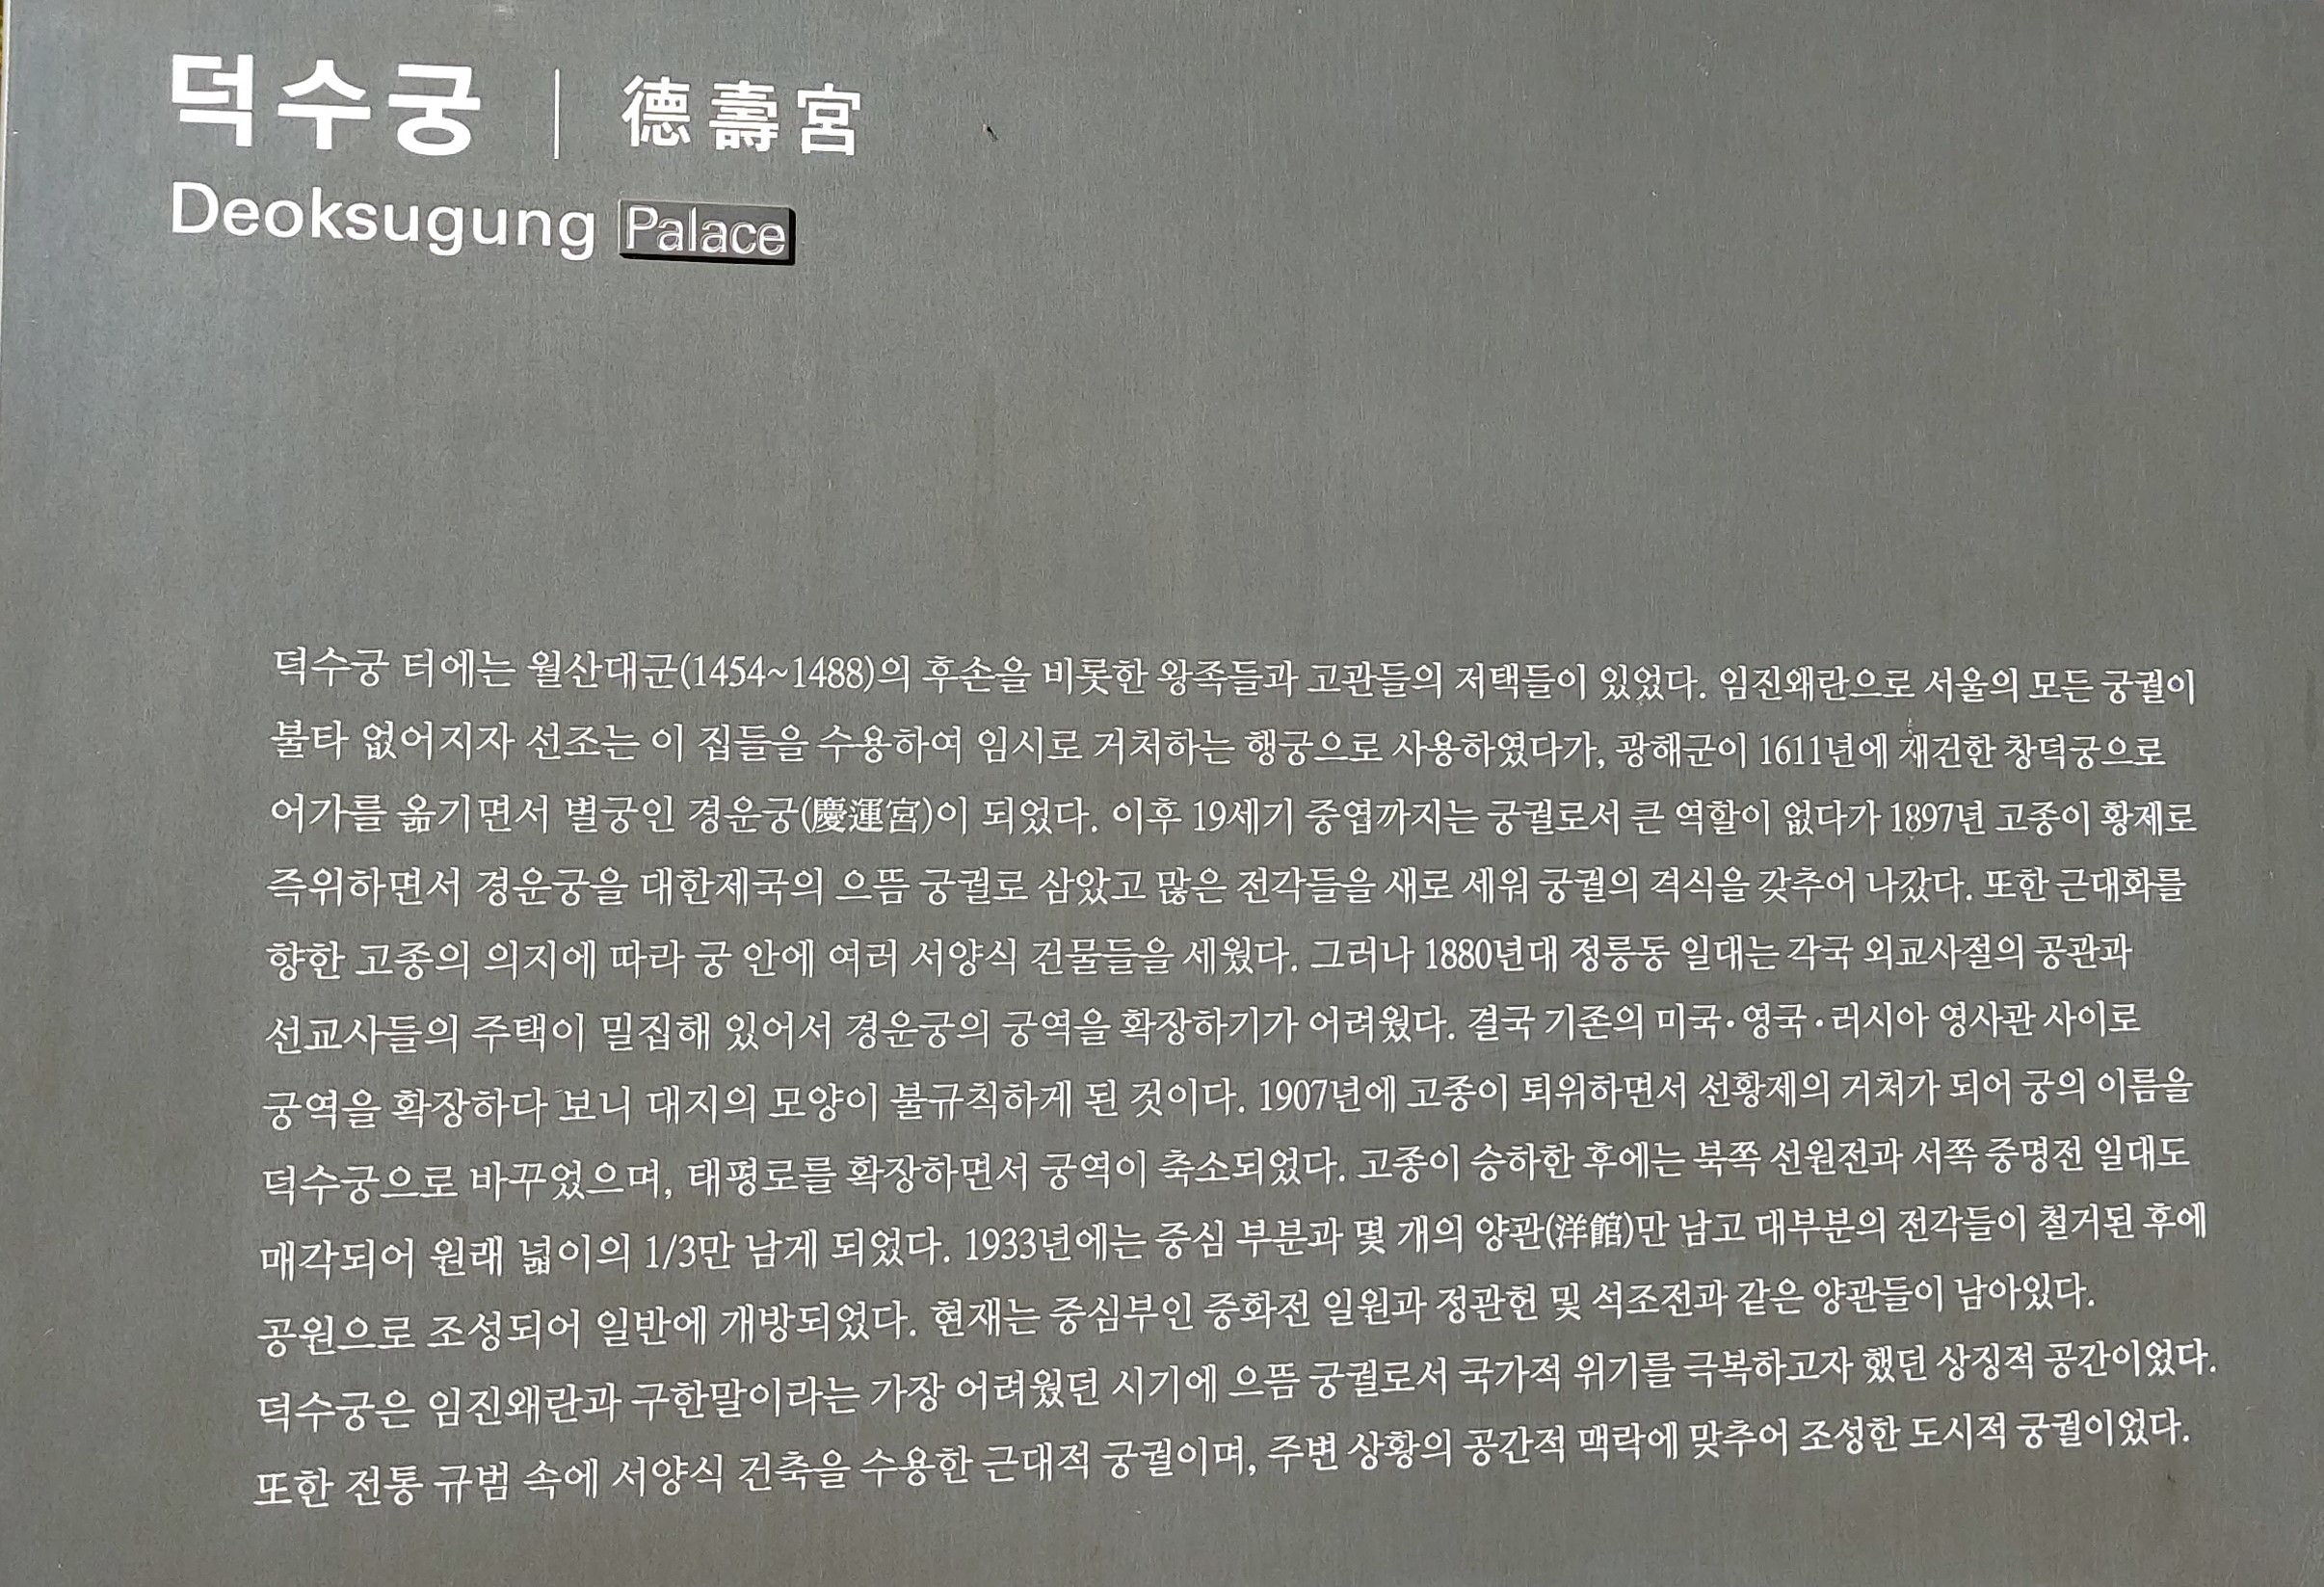 덕수궁 | 德壽宮
Deoksugung Palace
덕수궁 터에는 월산대군(1454~1488)의 후손을 비롯한 왕족들과 고관들의 저택들이 있었다. 임진왜란으로 서울의 모든 궁궐이
불타 없어지자 선조는 이 집들을 수용하여 임시로 거처하는 행궁으로 사용하였다가, 광해군이 1611년에 재건한 창덕궁으로
어가를 옮기면서 별궁인 경운궁(慶運宮)이 되었다. 이후 19세기 중엽까지는 궁궐로서 큰 역할이 없다가 1897년 고종이 황제로
즉위하면서 경운궁을 대한제국의 으뜸 궁궐로 삼았고 많은 전각들을 새로 세워 궁궐의 격식을 갖추어 나갔다. 또한 근대화를
향한 고종의 의지에 따라 궁 안에 여러 서양식 건물들을 세웠다. 그러나 1880년대 정릉동 일대는 각국 외교사절의 공관과
선교사들의 주택이 밀집해 있어서 경운궁의 궁역을 확장하기가 어려웠다. 결국 기존의 미국·영국·러시아 영사관 사이로
궁역을 확장하다 보니 대지의 모양이 불규칙하게 된 것이다. 1907년에 고종이 퇴위하면서 선황제의 거처가 되어 궁의 이름을
덕수궁으로 바꾸었으며, 태평로를 확장하면서 궁역이 축소되었다. 고종이 승하한 후에는 북쪽 선원전과 서쪽 중명전 일대도
매각되어 원래 넓이의 1/3만 남게 되었다. 1933년에는 중심 부분과 몇 개의 양관(洋館)만 남고 대부분의 전각들이 철거된 후에
공원으로 조성되어 일반에 개방되었다. 현재는 중심부인 중화전 일원과 정관헌 및 석조전과 같은 양관들이 남아있다.
덕수궁은 임진왜란과 구한말이라는 가장 어려웠던 시기에 으뜸 궁궐로서 국가적 위기를 극복하고자 했던 상징적 공간이었다.
또한 전통 규범 속에 서양식 건축을 수용한 근대적 궁궐이며, 주변 상황의 공간적 맥락에 맞추어 조성한 도시적 궁궐이었다.